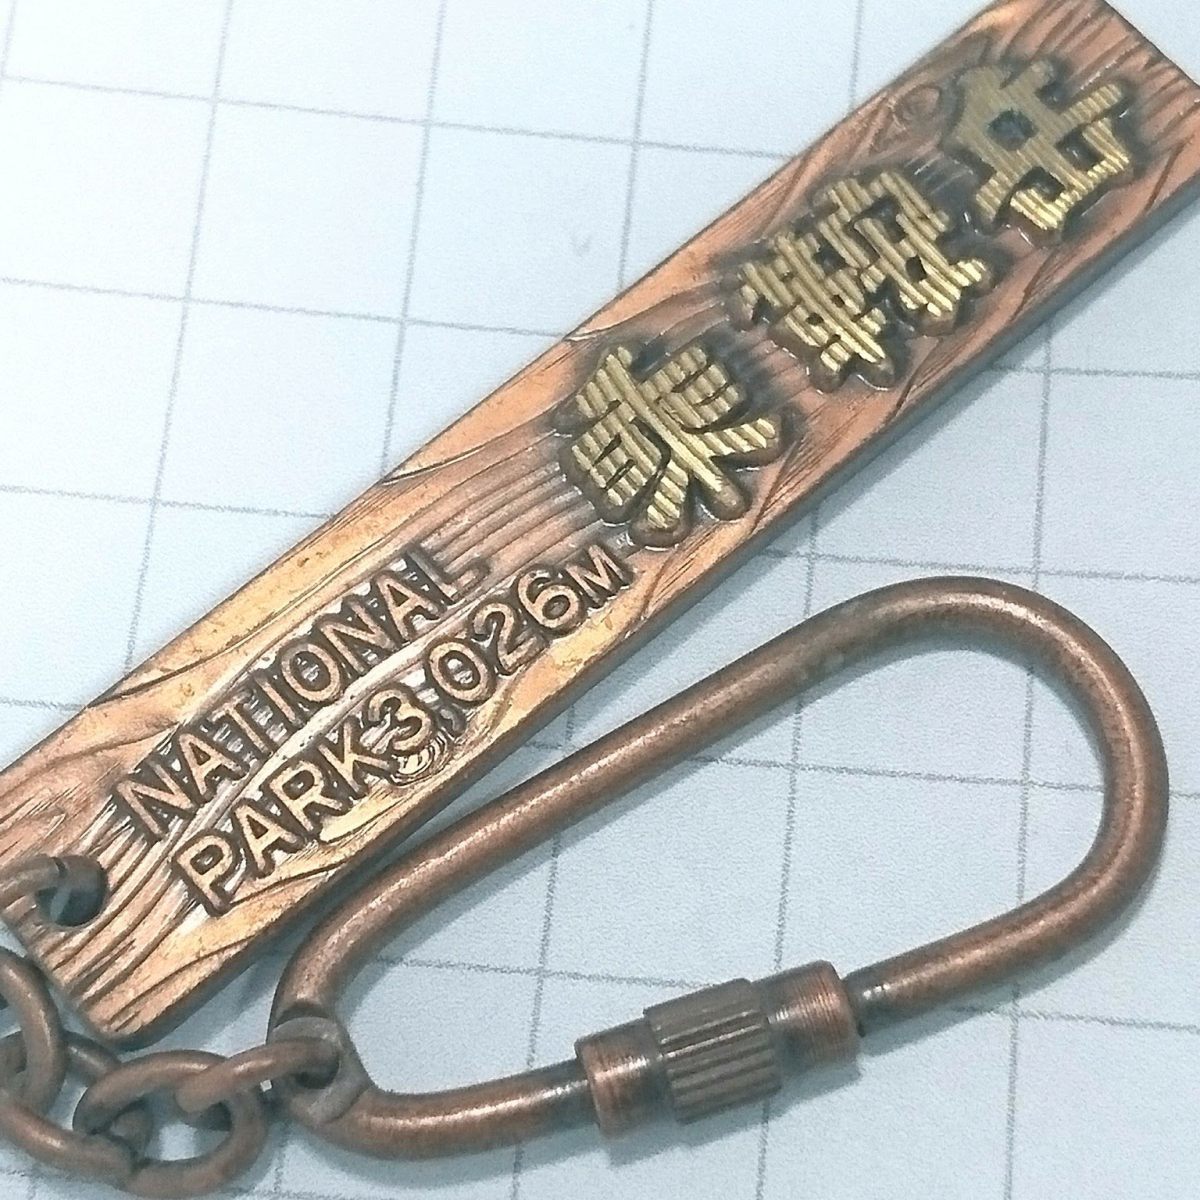 乗鞍岳
NATIONAL
PARK3,026M